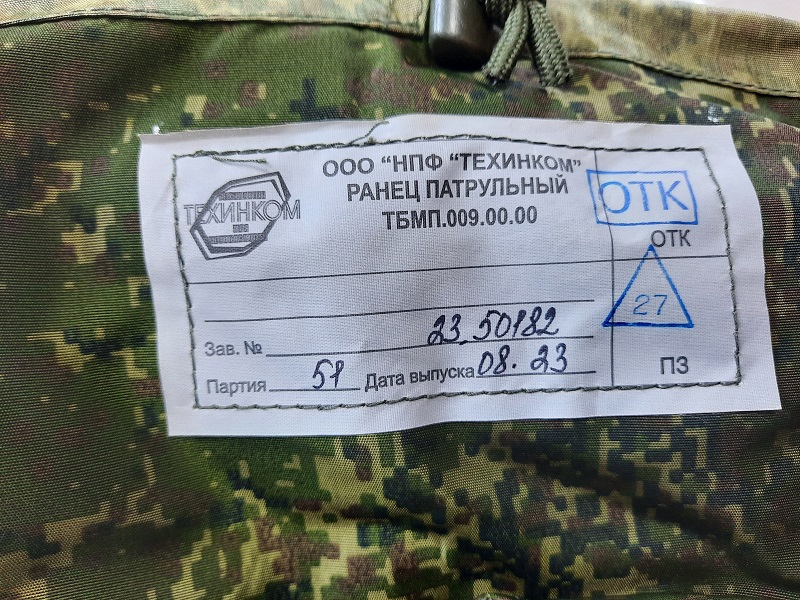 ООО “НПФ “ТЕХИНКОМ”
РАНЕЦ ПАТРУЛЬНЫЙ
ТБМП.009.00.00
ТЕХИНКОМ
ОТК
ОТК
27
Зав. № 23.50182
Партия 51 Дата выпуска 08.23
ПЗ